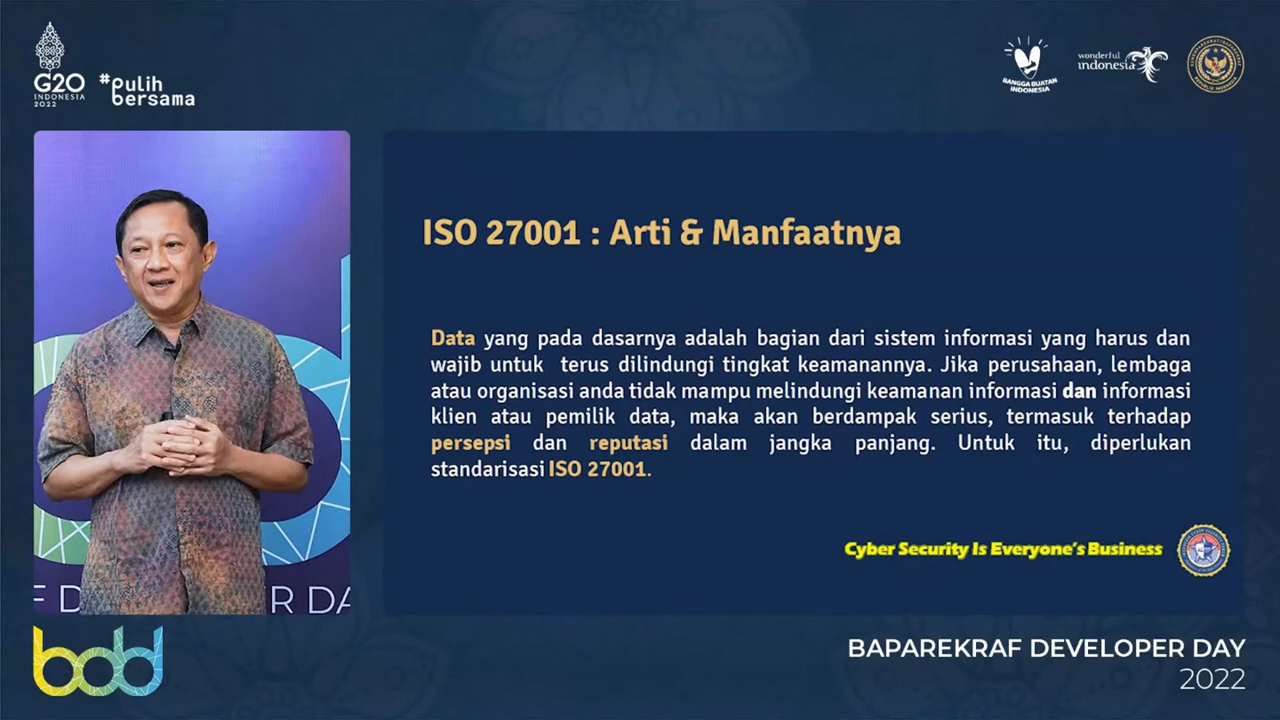 G20
INDONESIA
2022
#pulih
bersama
BANGGA BUATAN
INDONESIA
wonderful
indonesia
ISO 27001 : Arti & Manfaatnya
Data yang pada dasarnya adalah bagian dari sistem informasi yang harus dan
wajib untuk terus dilindungi tingkat keamanannya. Jika perusahaan, lembaga
atau organisasi anda tidak mampu melindungi keamanan informasi dan informasi
klien atau pemilik data, maka akan berdampak serius, termasuk terhadap
persepsi dan reputasi dalam jangka panjang. Untuk itu, diperlukan
standarisasi ISO 27001.
Cyber Security Is Everyone's Business
F D
R DA
bdd
BAPAREKRAF DEVELOPER DAY
2022